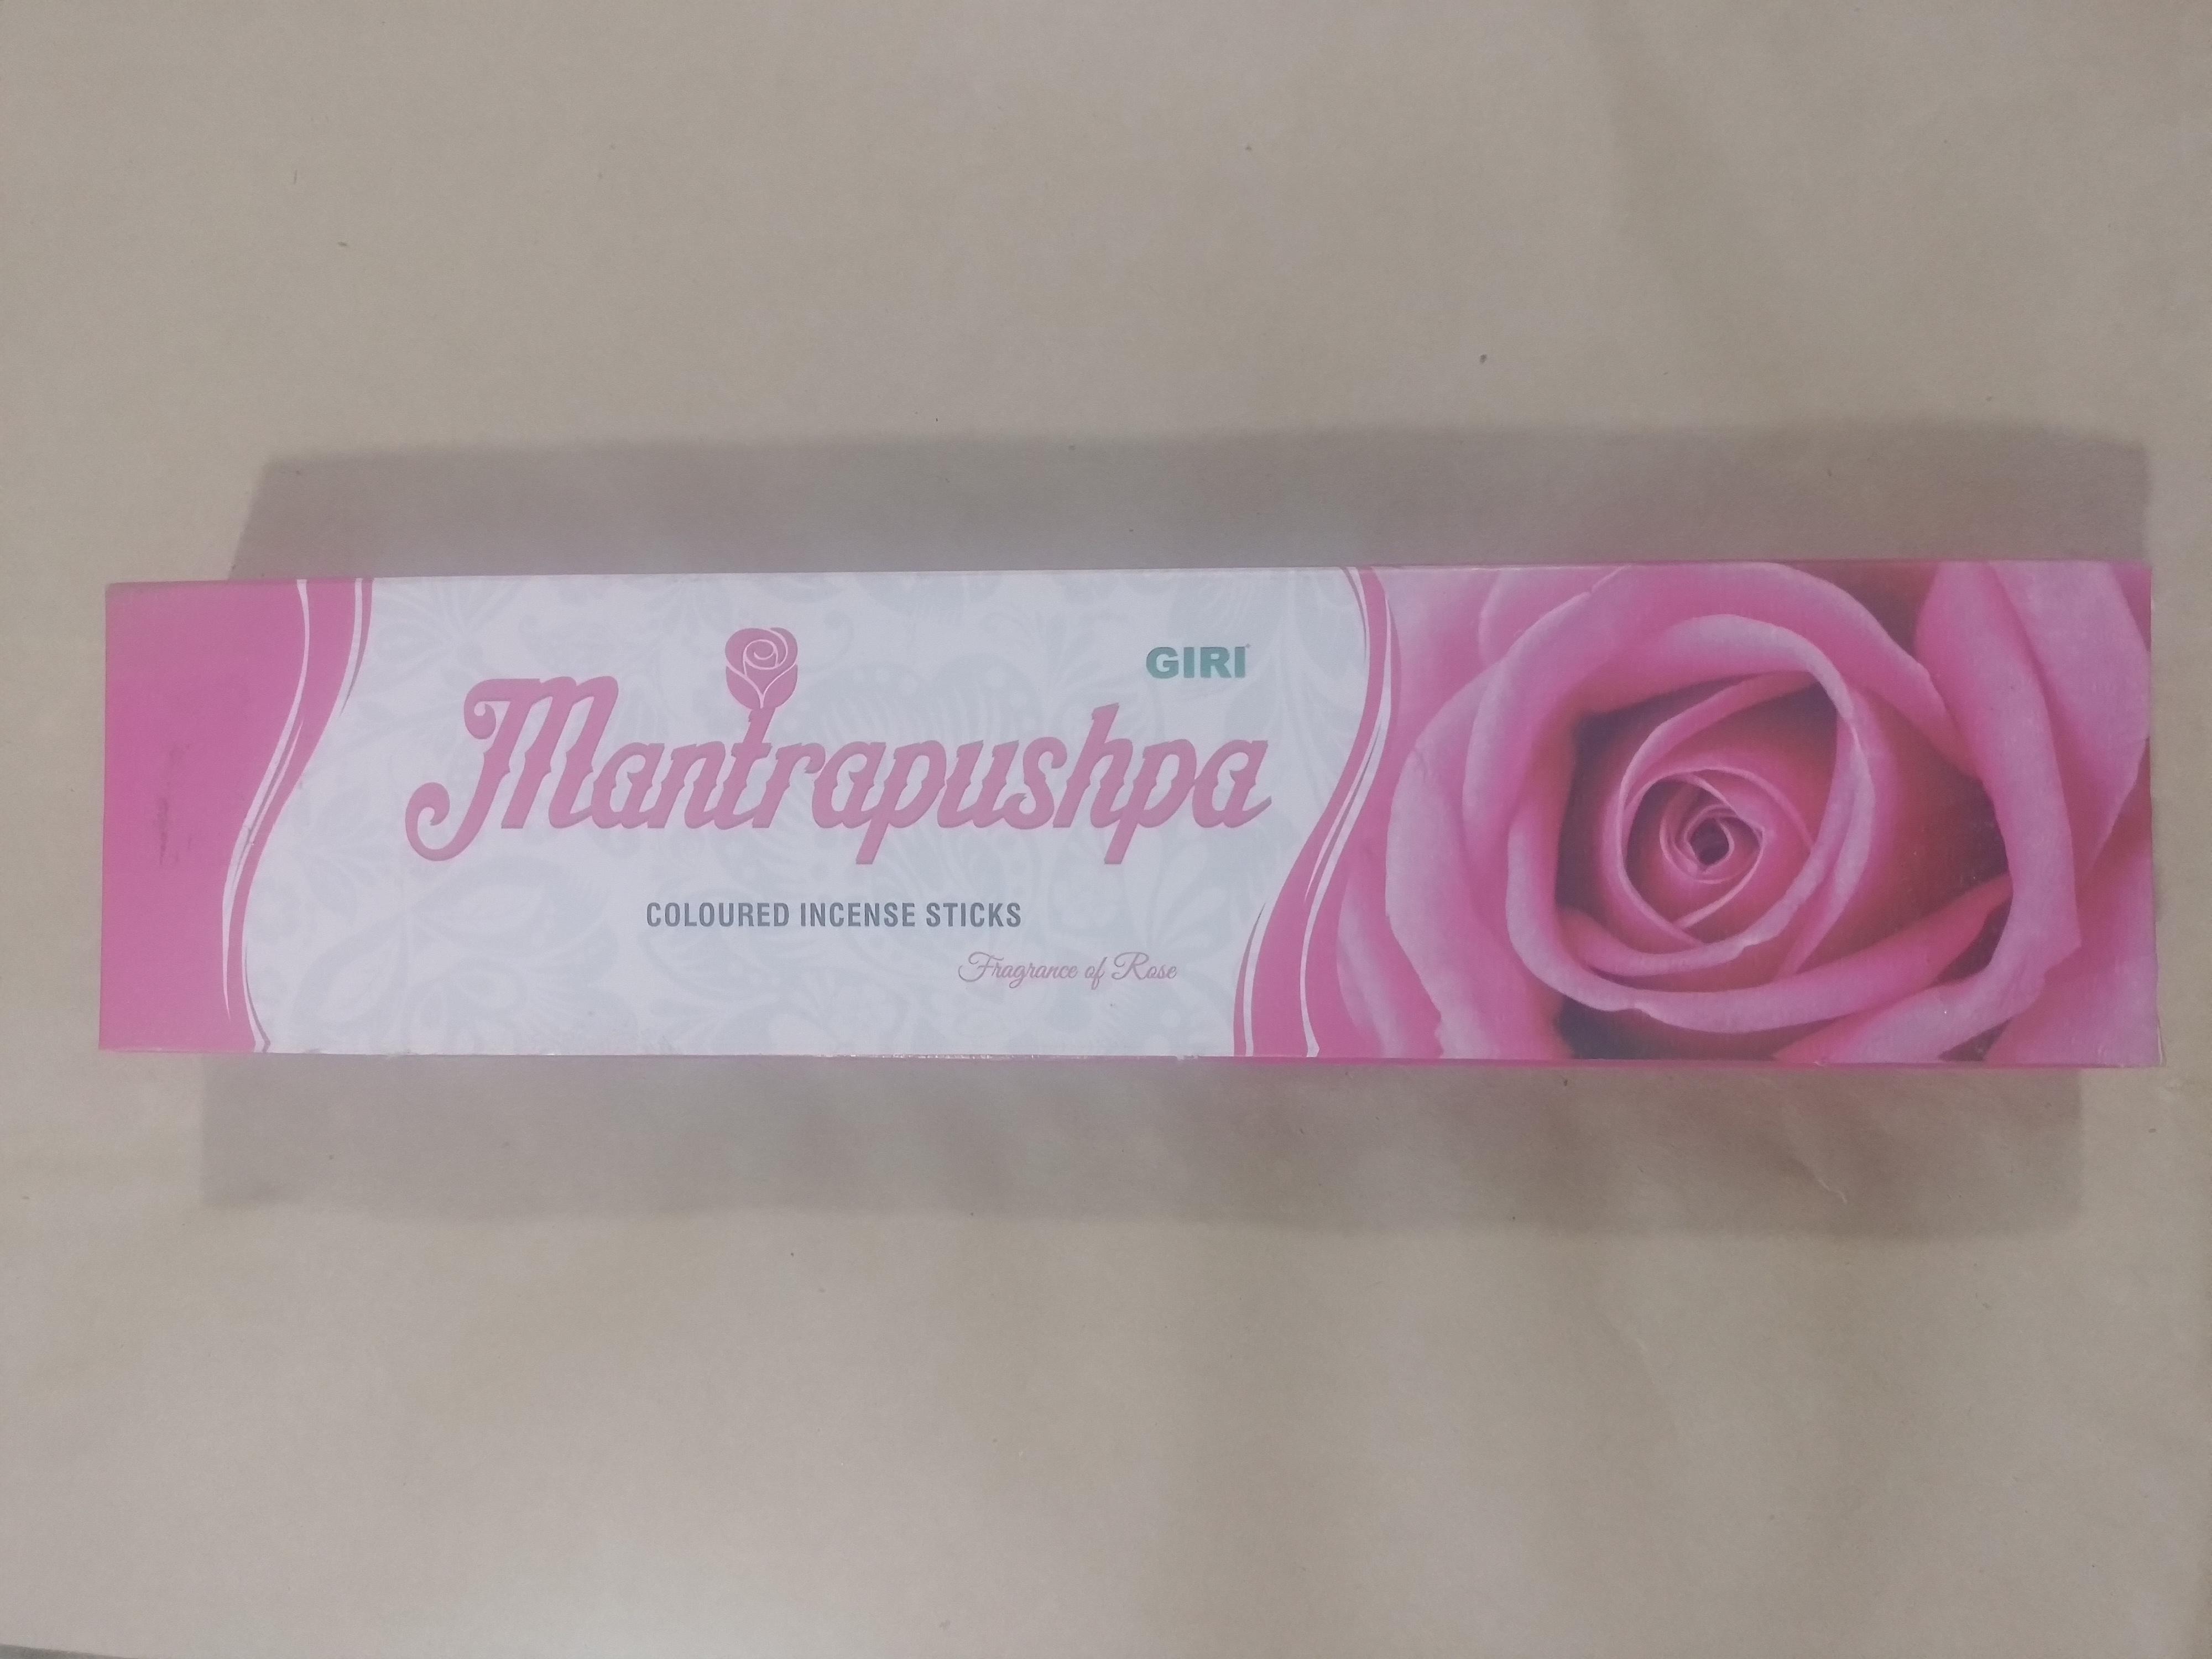 GIRI
Mantrapushpa
COLOURED INCENSE STICKS
Fragrance of Rose